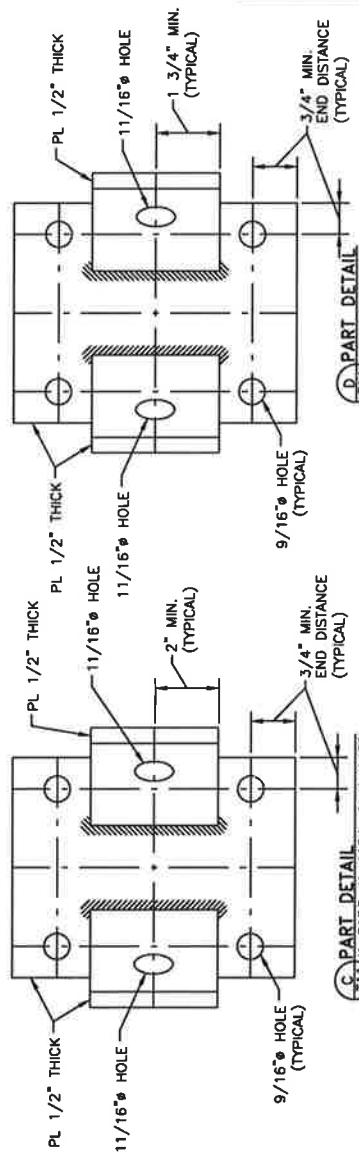 PL 1/2" THICK
PL 1/2" THICK
11/16"ø HOLE
11/16"ø HOLE
2" MIN.
(TYPICAL)
9/16"ø HOLE
(TYPICAL)
3/4" MIN.
END DISTANCE
(TYPICAL)
C PART DETAIL
PL 1/2" THICK
PL 1/2" THICK
11/16"ø HOLE
11/16"ø HOLE
1 3/4" MIN.
(TYPICAL)
9/16"ø HOLE
(TYPICAL)
3/4" MIN.
END DISTANCE
(TYPICAL)
D PART DETAIL